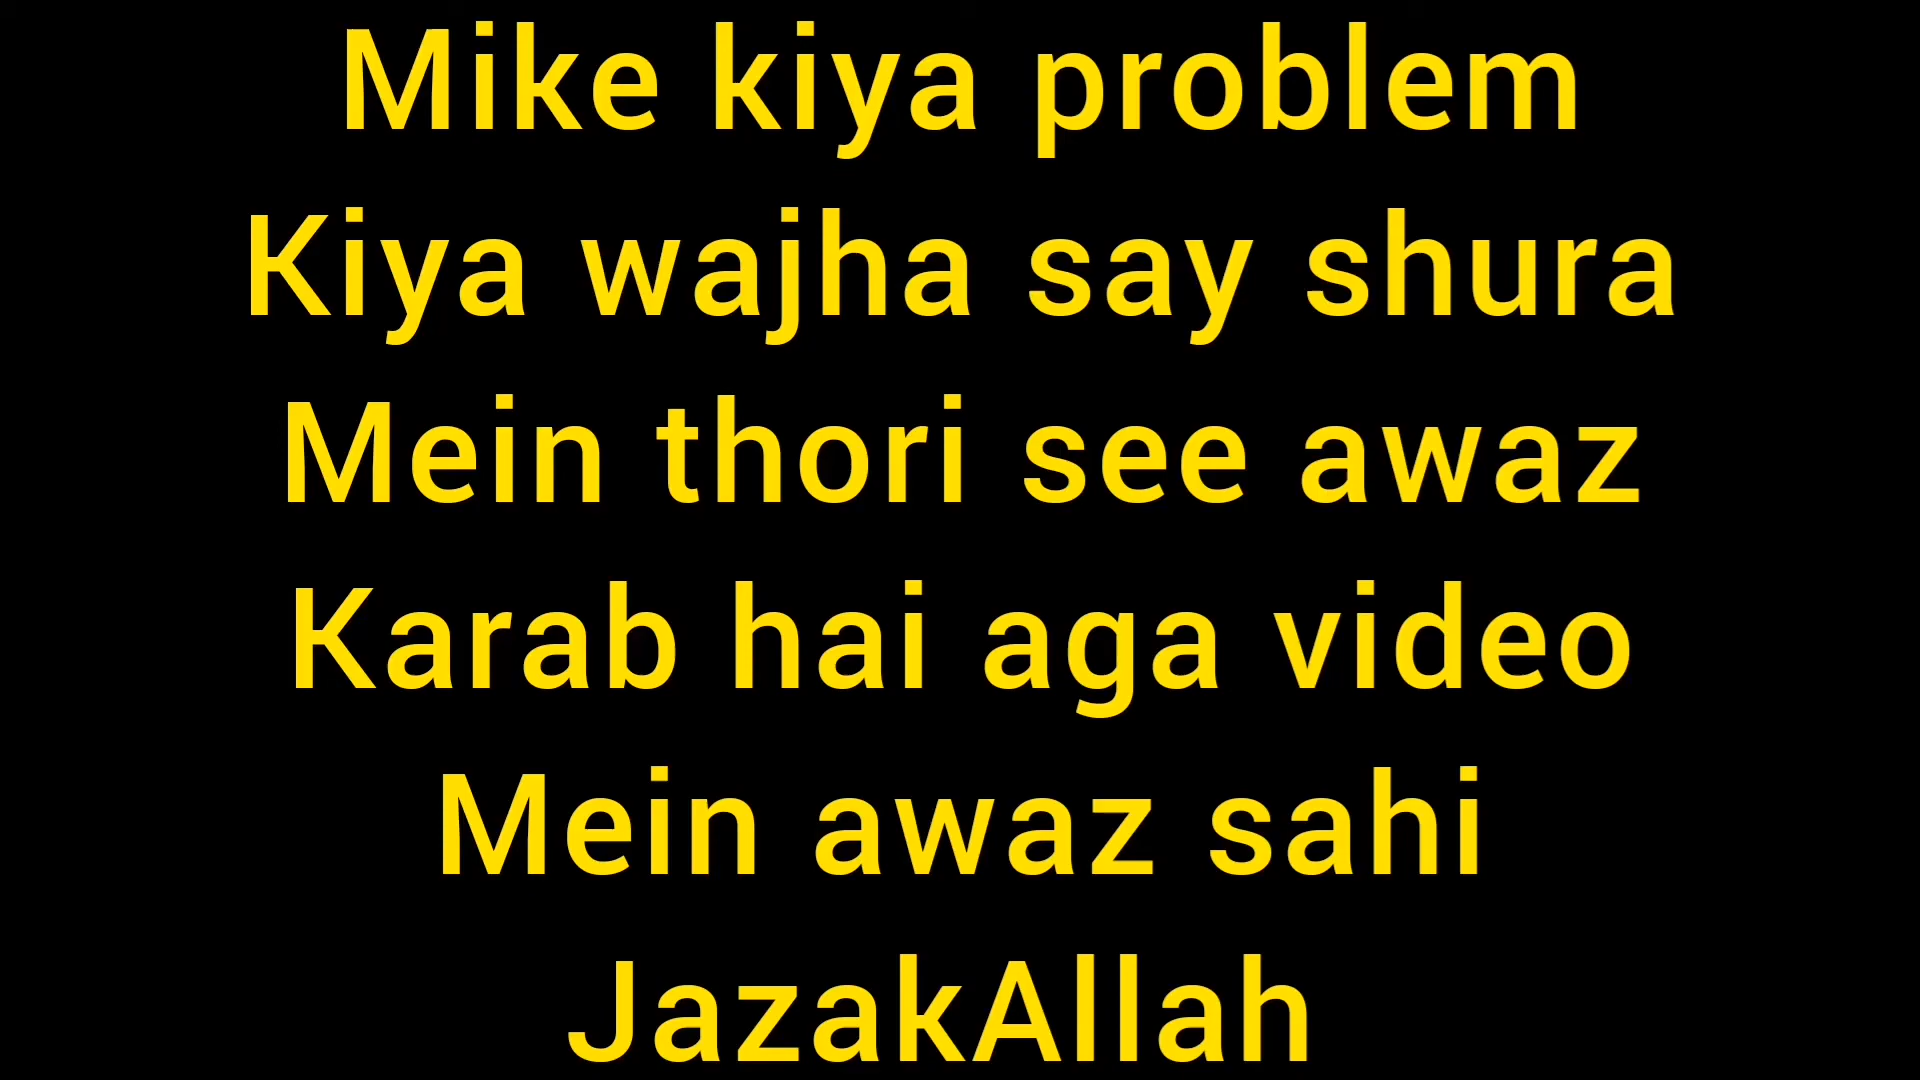 Mike kiya problem
Kiya wajha say shura
Mein thori see awaz
Karab hai aga video
Mein awaz sahi
JazakAllah